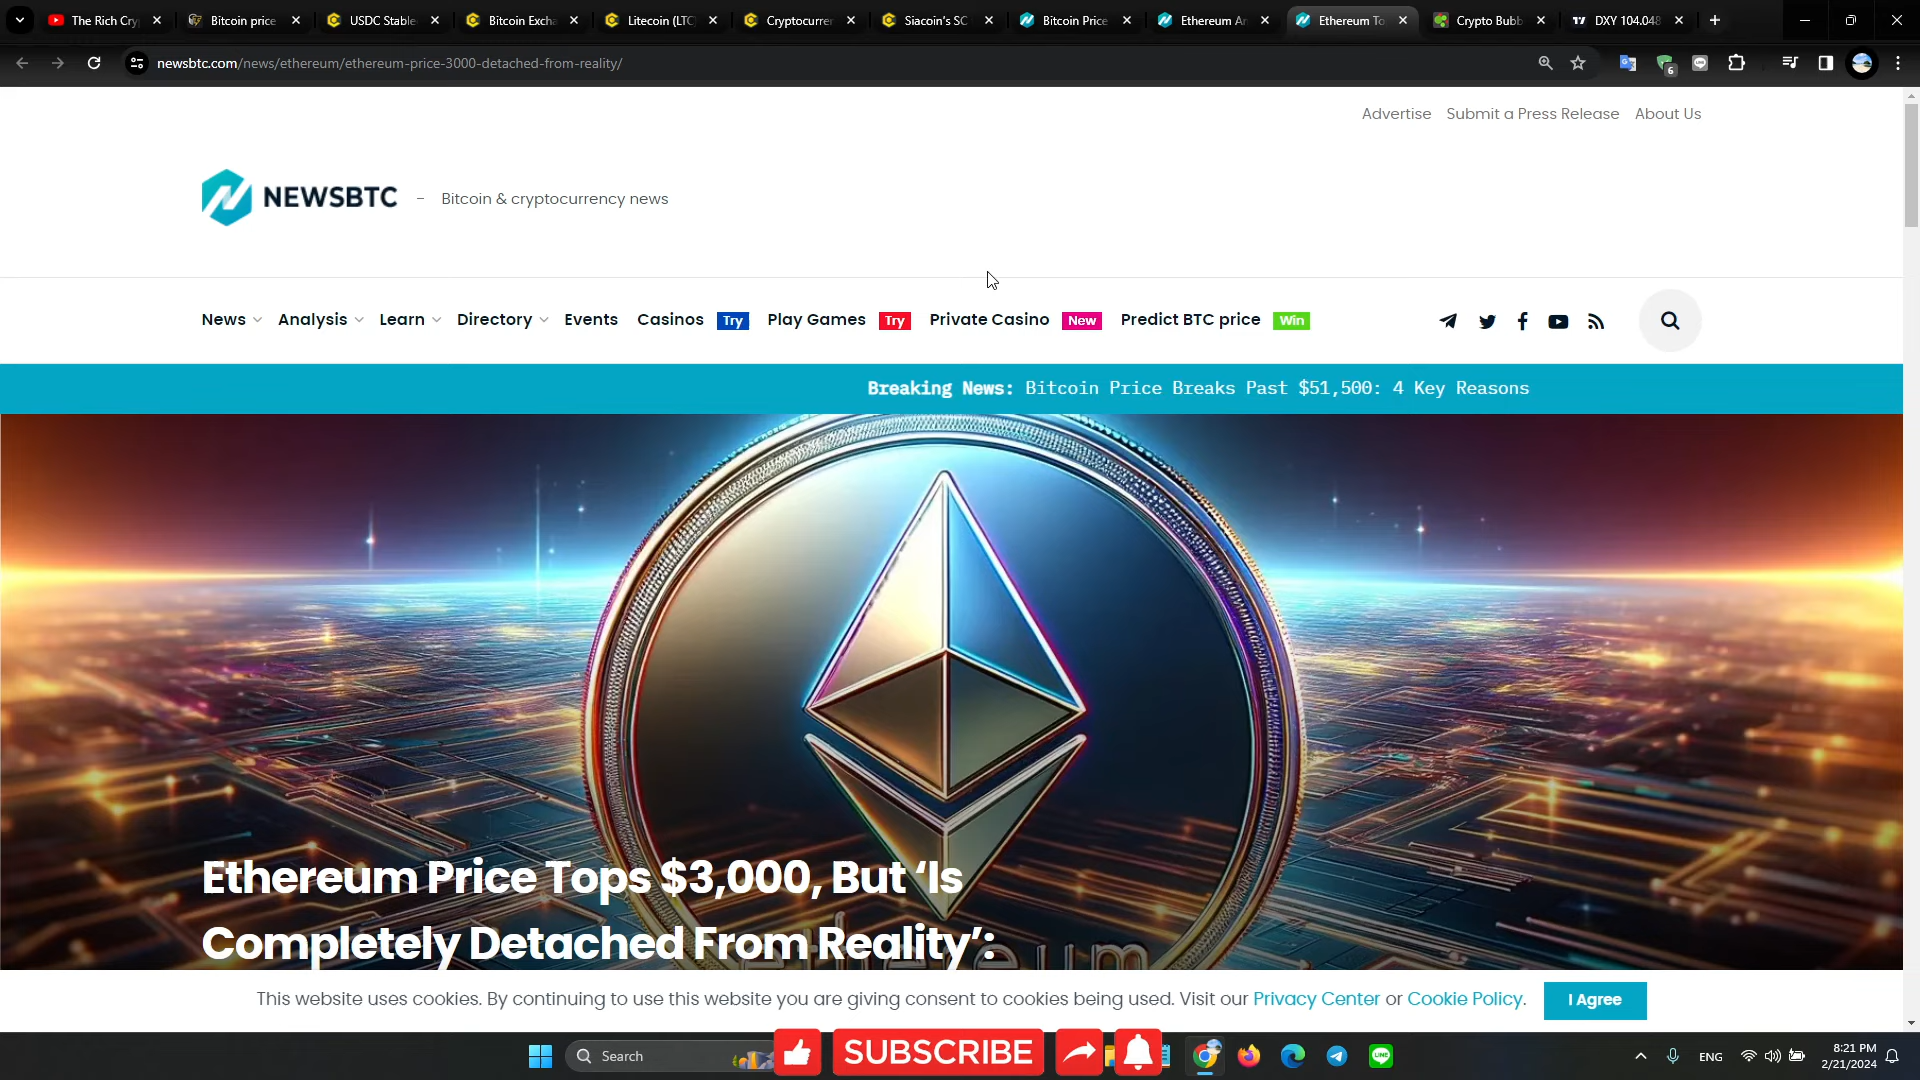 The Rich Cry
Bitcoin price
USDC Stable
Bitcoin Excha
Litecoin (LTC
Cryptocurrer
Siacoin's SC
Bitcoin Price
Ethereum An
Ethereum To
Crypto Bubb
DXY 104.048
newsbtc.com/news/ethereum/ethereum-price-3000-detached-from-reality/
6
Advertise Submit a Press Release About Us
NEWSBTC - Bitcoin & cryptocurrency news
News Analysis Learn Directory Events Casinos Try Play Games Try Private Casino New Predict BTC price Win
Breaking News: Bitcoin Price Breaks Past $51,500: 4 Key Reasons
Ethereum Price Tops $3,000, But ‘Is
Completely Detached From Reality’:
ethereum
This website uses cookies. By continuing to use this website you are giving consent to cookies being used. Visit our Privacy Center or Cookie Policy.
I Agree
Search
SUBSCRIBE
LINE
ENG
8:21 PM
2/21/2024